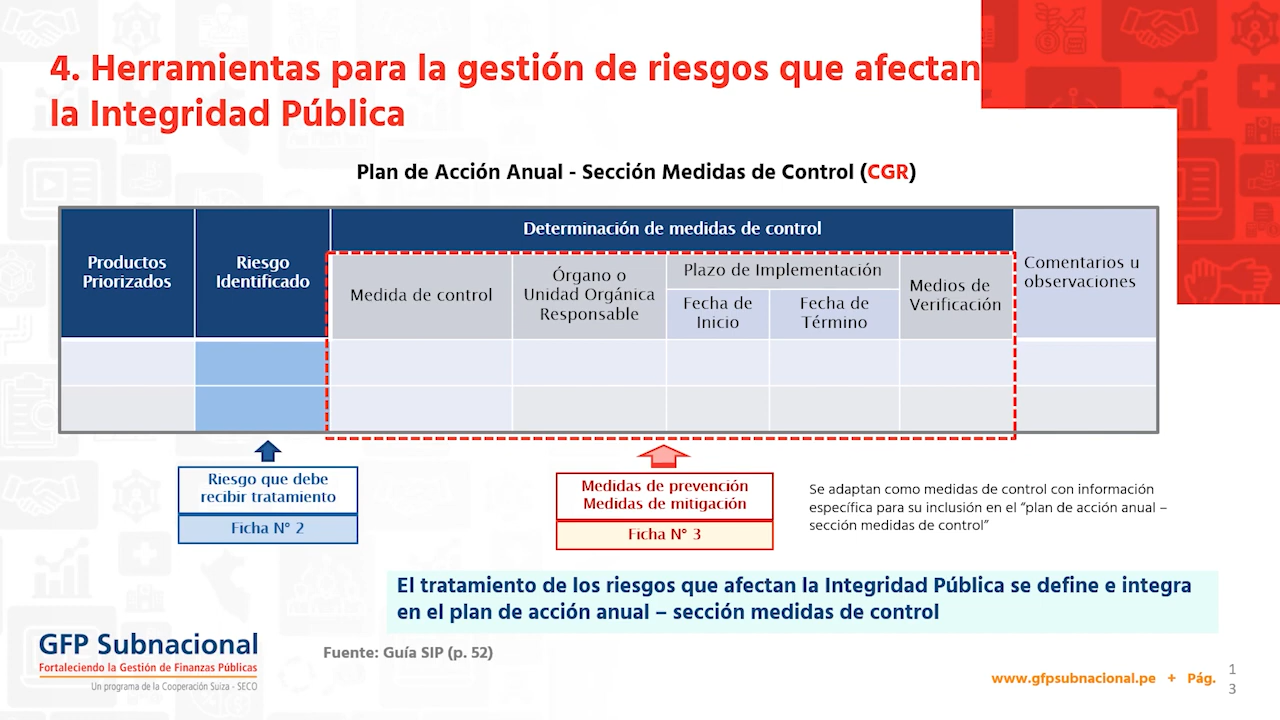 4. Herramientas para la gestión de riesgos que afectan
la Integridad Pública
Plan de Acción Anual - Sección Medidas de Control (CGR)
Productos
Priorizados
Riesgo
Identificado
Determinación de medidas de control
Medida de control
Órgano o
Unidad Orgánica
Responsable
Plazo de Implementación
Fecha de
Inicio
Fecha de
Término
Medios de
Verificación
Comentarios u
observaciones
Riesgo que debe
recibir tratamiento
Ficha N° 2
Medidas de prevención
Medidas de mitigación
Ficha N° 3
Se adaptan como medidas de control con información
específica para su inclusión en el “plan de acción anual –
sección medidas de control”
El tratamiento de los riesgos que afectan la Integridad Pública se define e integra
en el plan de acción anual – sección medidas de control
GFP Subnacional
Fortaleciendo la Gestión de Finanzas Públicas
Un programa de la Cooperación Suiza - SECO
Fuente: Guía SIP (p. 52)
www.gfpsubnacional.pe + Pág.
1
3